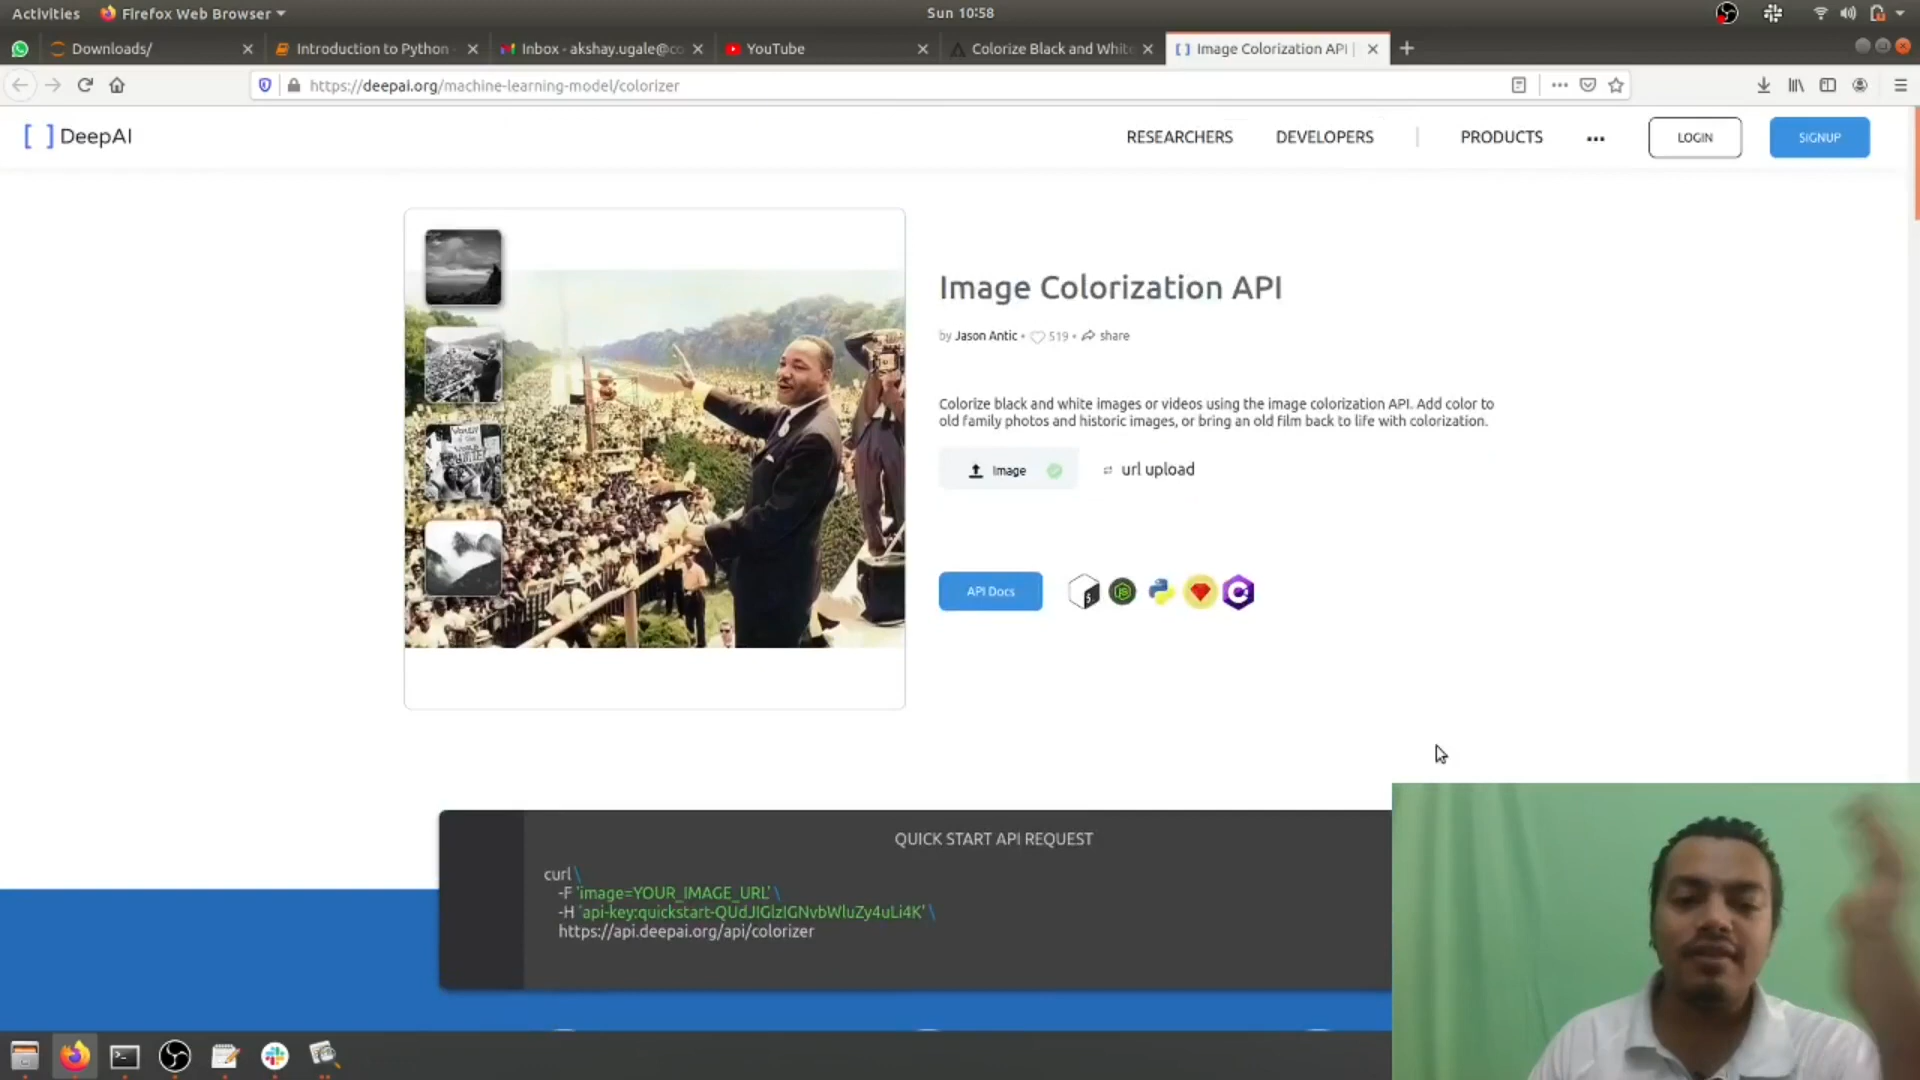 Activities
Firefox Web Browser
Sun 10:58
Downloads/
Introduction to Python
Inbox - akshay.ugale@co
YouTube
Colorize Black and White
Image Colorization API |
https://deepai.org/machine-learning-model/colorizer
[ ] DeepAI
RESEARCHERS
DEVELOPERS
|
PRODUCTS
•••
LOGIN
SIGNUP
Image Colorization API
by Jason Antic • 519 • share
Colorize black and white images or videos using the image colorization API. Add color to
old family photos and historic images, or bring an old film back to life with colorization.
Image
url upload
API Docs
QUICK START API REQUEST
curl \
-F 'image=YOUR_IMAGE_URL' \
-H 'api-key:quickstart-QUdJIGlzIGNvbWluZy4uLi4K' \
https://api.deepai.org/api/colorizer